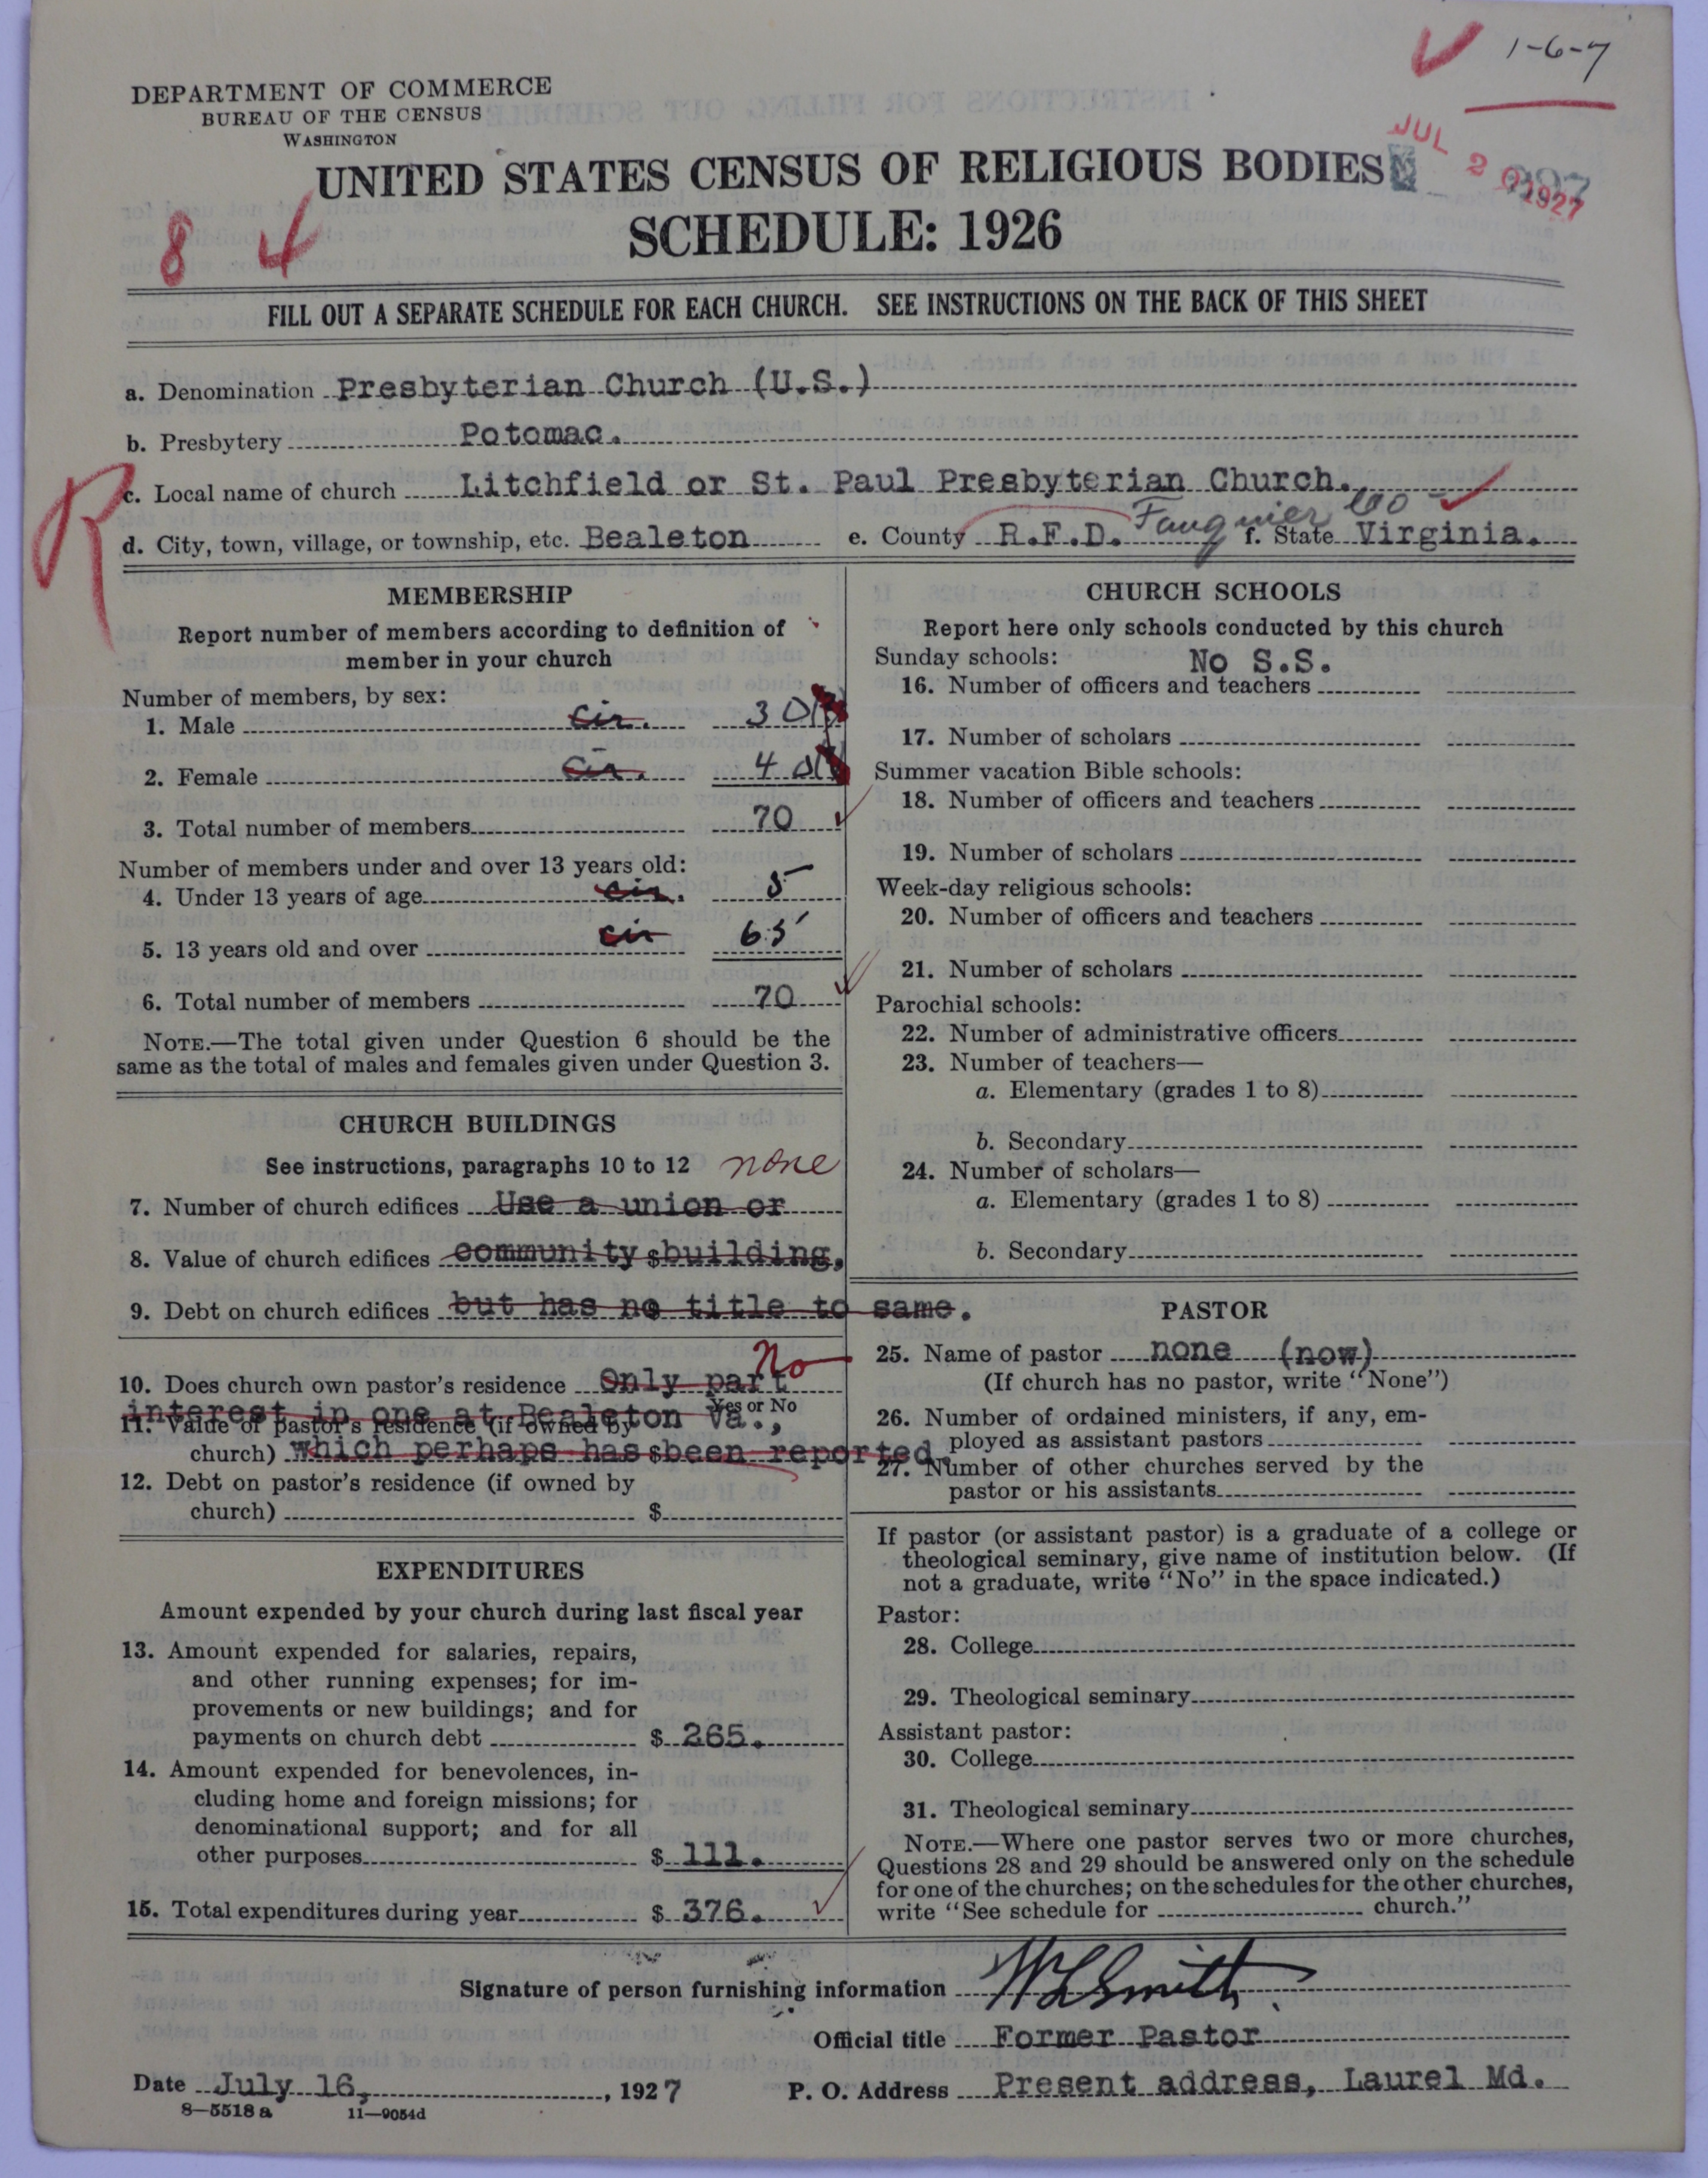 1-6-7
DEPARTMENT OF COMMERCE
BUREAU OF THE CENSUS
WASHINGTON
JUL 20 1927
UNITED STATES CENSUS OF RELIGIOUS BODIES
SCHEDULE: 1926
8 4
FILL OUT A SEPARATE SCHEDULE FOR EACH CHURCH. SEE INSTRUCTIONS ON THE BACK OF THIS SHEET
a. Denomination Presbyterian Church (U.S.)
b. Presbytery Potomac.
R
c. Local name of church Litchfield or St. Paul Presbyterian Church.
d. City, town, village, or township, etc. Bealeton e. County R.F.D. Fauquier Co f. State Virginia.
MEMBERSHIP
Report number of members according to definition of
member in your church
Number of members, by sex:
1. Male cir. 30
2. Female cir. 40
3. Total number of members 70
Number of members under and over 13 years old:
4. Under 13 years of age cir. 5
5. 13 years old and over cir 65
6. Total number of members 70
NOTE.—The total given under Question 6 should be the
same as the total of males and females given under Question 3.
CHURCH BUILDINGS
See instructions, paragraphs 10 to 12 none
7. Number of church edifices Use a union or
8. Value of church edifices community $ building,
9. Debt on church edifices but has no title to same.
No
10. Does church own pastor's residence Only part
Yes or No
interest in one at Bealeton Va.,
11. Value of pastor's residence (if owned by
church) which perhaps has $ been reported.
12. Debt on pastor's residence (if owned by
church) $
EXPENDITURES
Amount expended by your church during last fiscal year
13. Amount expended for salaries, repairs,
and other running expenses; for im-
provements or new buildings; and for
payments on church debt $ 265.
14. Amount expended for benevolences, in-
cluding home and foreign missions; for
denominational support; and for all
other purposes $ 111.
15. Total expenditures during year $ 376.
CHURCH SCHOOLS
Report here only schools conducted by this church
Sunday schools: No S.S.
16. Number of officers and teachers
17. Number of scholars
Summer vacation Bible schools:
18. Number of officers and teachers
19. Number of scholars
Week-day religious schools:
20. Number of officers and teachers
21. Number of scholars
Parochial schools:
22. Number of administrative officers
23. Number of teachers—
a. Elementary (grades 1 to 8)
b. Secondary
24. Number of scholars—
a. Elementary (grades 1 to 8)
b. Secondary
PASTOR
25. Name of pastor none (now)
(If church has no pastor, write "None")
26. Number of ordained ministers, if any, em-
ployed as assistant pastors
27. Number of other churches served by the
pastor or his assistants
If pastor (or assistant pastor) is a graduate of a college or
theological seminary, give name of institution below. (If
not a graduate, write "No" in the space indicated.)
Pastor:
28. College
29. Theological seminary
Assistant pastor:
30. College
31. Theological seminary
NOTE.—Where one pastor serves two or more churches,
Questions 28 and 29 should be answered only on the schedule
for one of the churches; on the schedules for the other churches,
write "See schedule for church."
Signature of person furnishing information W L Smith.
Official title Former Pastor
Date July 16, , 1927 P. O. Address Present address, Laurel Md.
8—5518 a 11—9054d